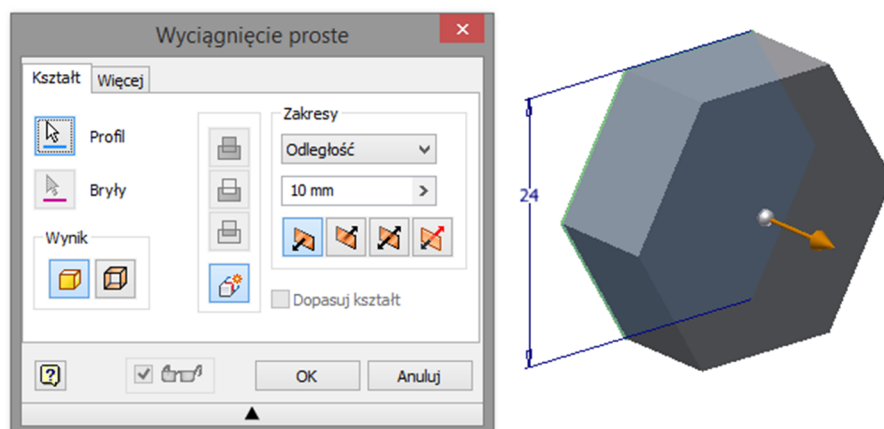 Wyciągnięcie proste
Kształt
Więcej
Profil
Bryły
Wynik
Zakresy
Odległość
10 mm
Dopasuj kształt
OK
Anuluj
24